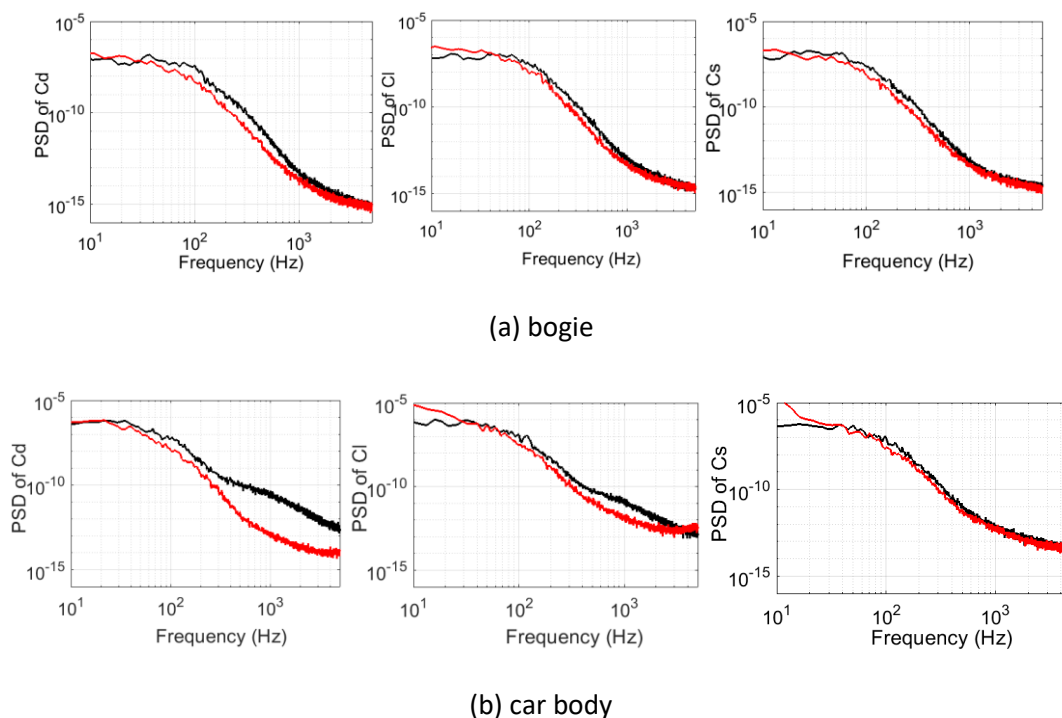 10^-5 10^-5 10^-5
PSD of Cd PSD of Cl PSD of Cs
10^-10 10^-10 10^-10
10^-15 10^-15 10^-15
10^1 10^2 10^3 10^1 10^2 10^3 10^1 10^2 10^3
Frequency (Hz) Frequency (Hz) Frequency (Hz)
(a) bogie
10^-5 10^-5 10^-5
PSD of Cd PSD of Cl PSD of Cs
10^-10 10^-10 10^-10
10^-15 10^-15 10^-15
10^1 10^2 10^3 10^1 10^2 10^3 10^1 10^2 10^3
Frequency (Hz) Frequency (Hz) Frequency (Hz)
(b) car body